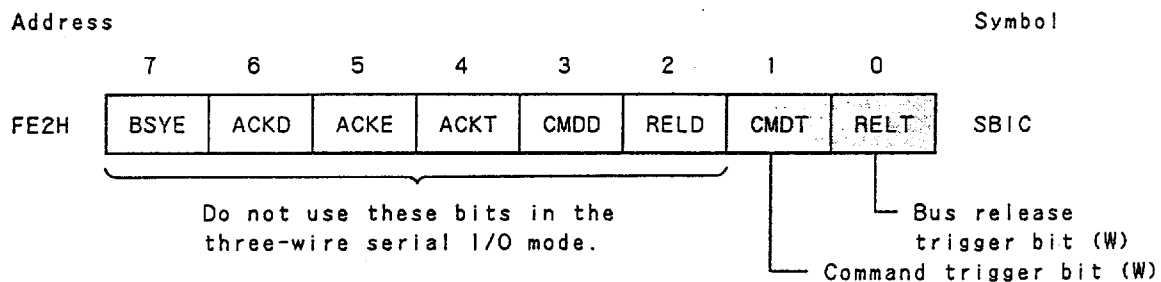 Address Symbol
7 6 5 4 3 2 1 0
FE2H BSYE ACKD ACKE ACKT CMDD RELD CMDT RELT SBIC
Do not use these bits in the
three-wire serial I/O mode.
Bus release
trigger bit (W)
Command trigger bit (W)